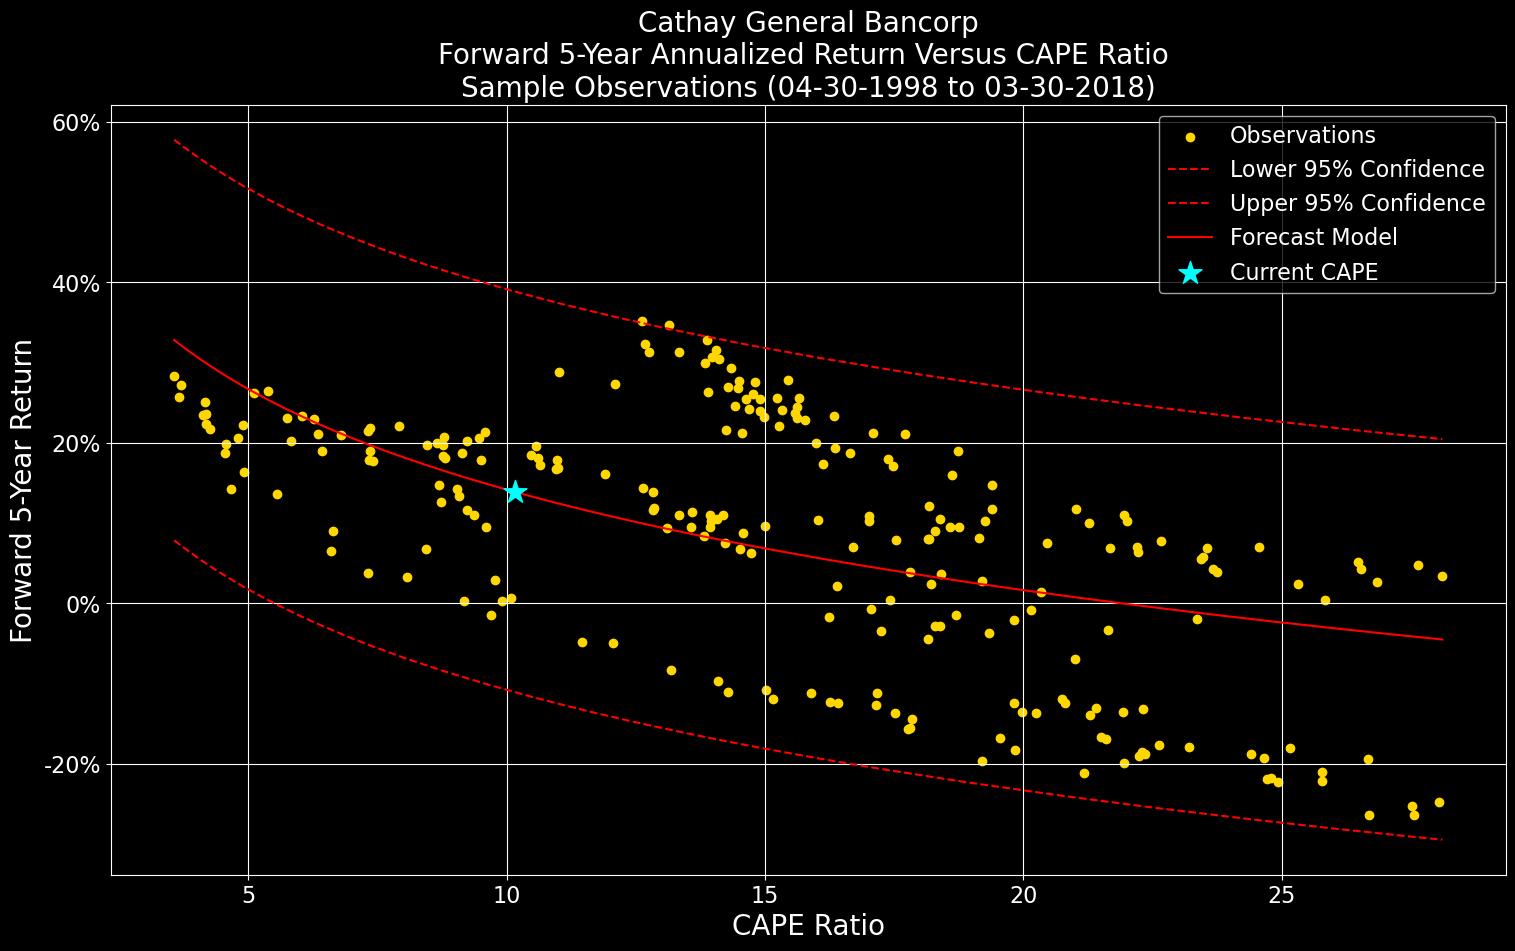 Cathay General Bancorp
Forward 5-Year Annualized Return Versus CAPE Ratio
Sample Observations (04-30-1998 to 03-30-2018)
Forward 5-Year Return
60%
40%
20%
0%
-20%
Observations
Lower 95% Confidence
Upper 95% Confidence
Forecast Model
Current CAPE
5
10
15
20
25
CAPE Ratio